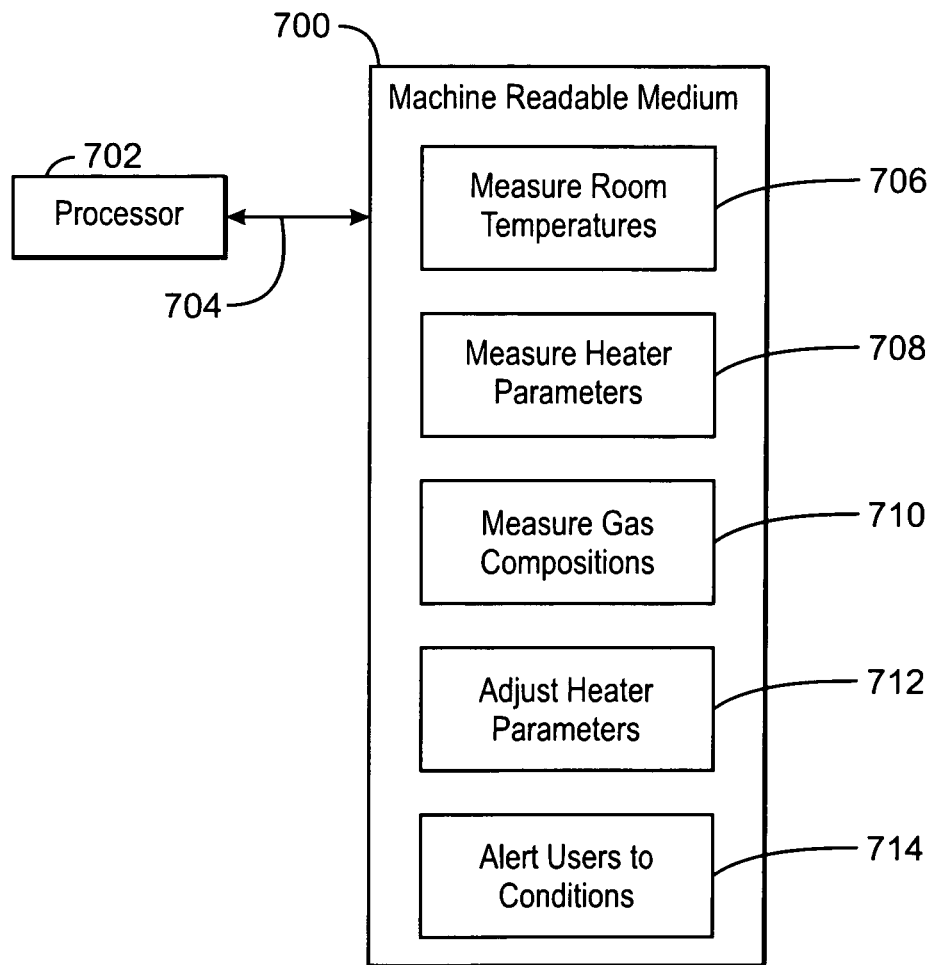 700
Machine Readable Medium
702
Processor
704
Measure Room
Temperatures
706
Measure Heater
Parameters
708
Measure Gas
Compositions
710
Adjust Heater
Parameters
712
Alert Users to
Conditions
714